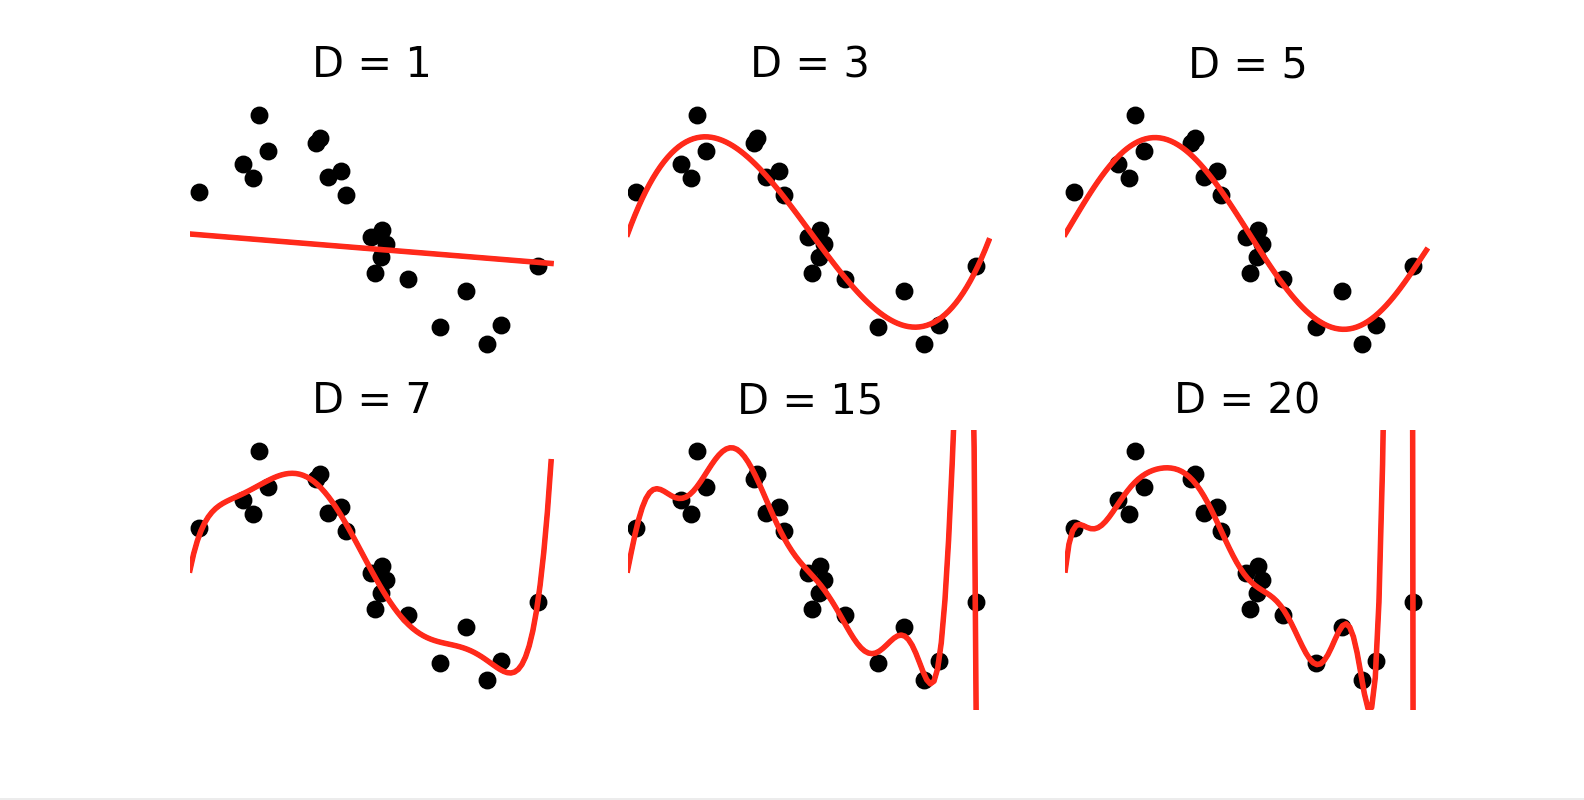 D = 1
D = 3
D = 5
D = 7
D = 15
D = 20